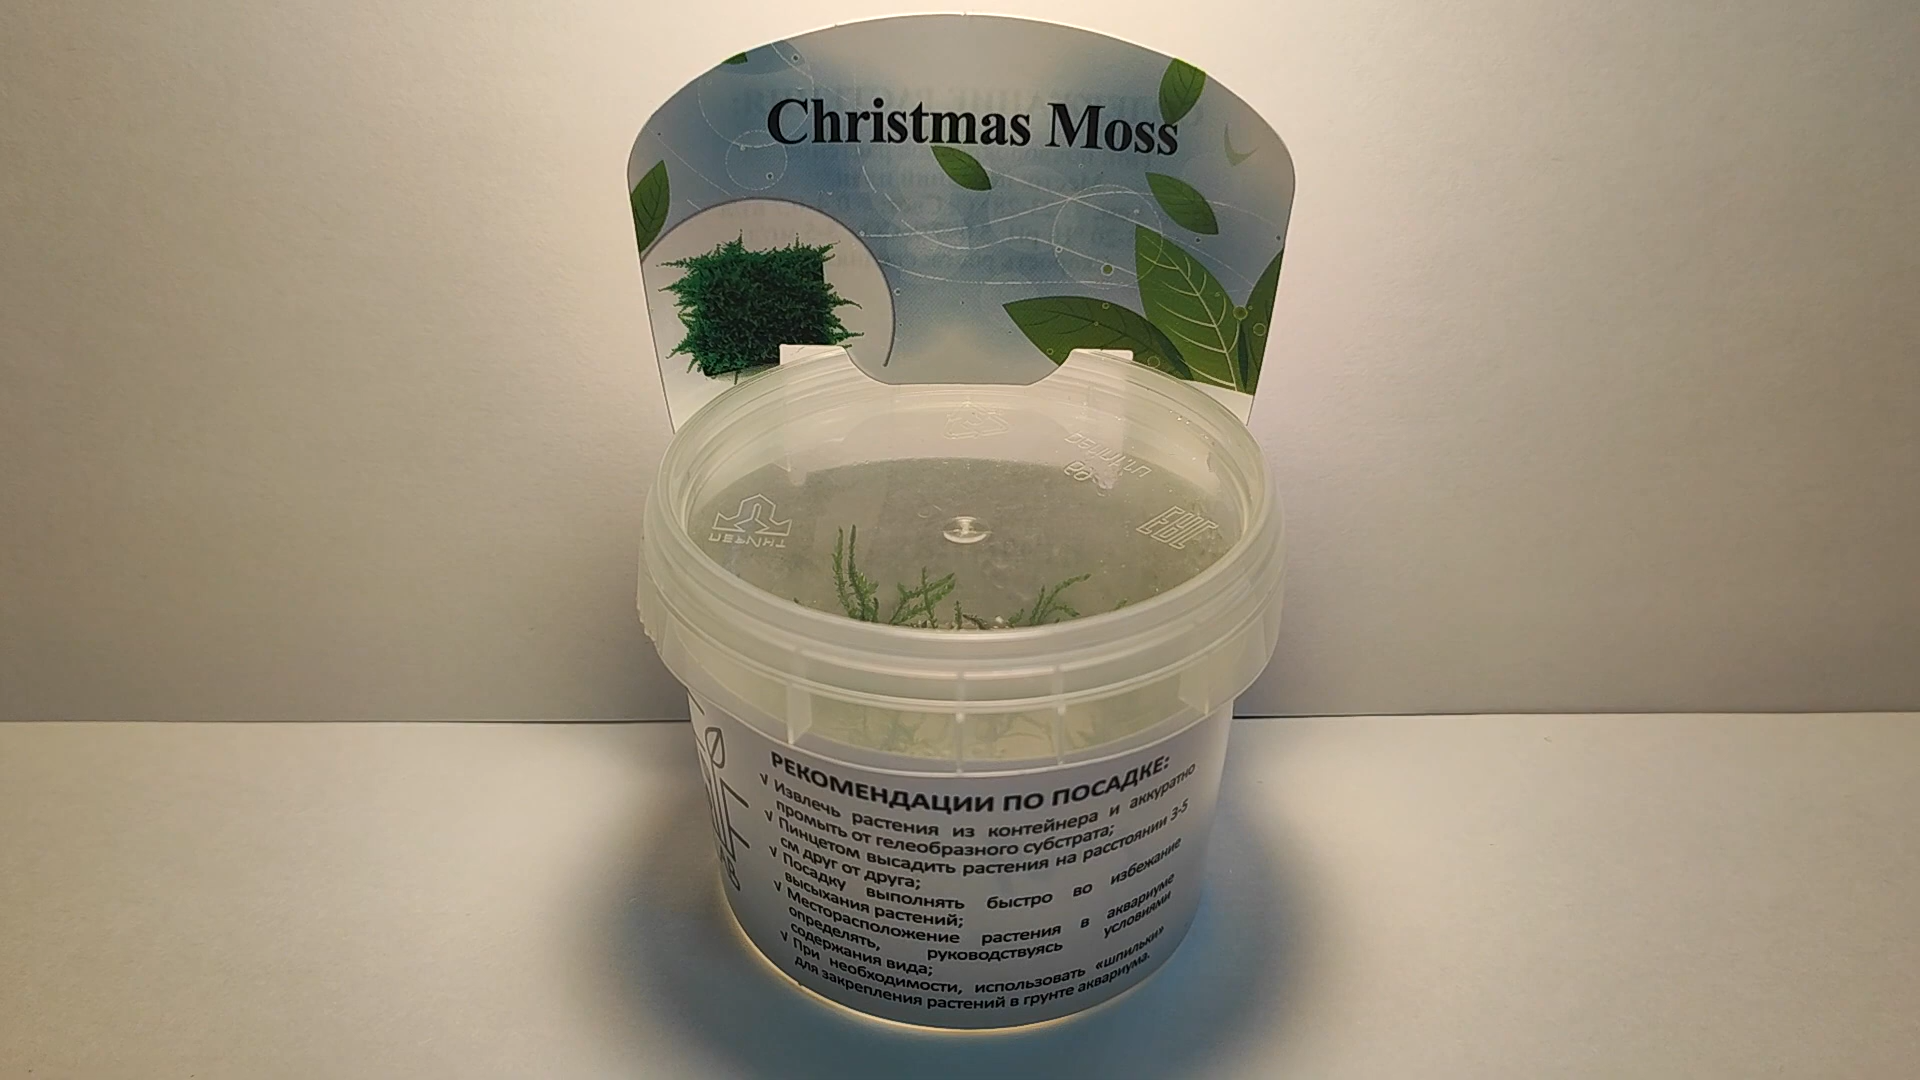 Christmas Moss
РЕКОМЕНДАЦИИ ПО ПОСАДКЕ:
√ Извлечь растения из контейнера и аккуратно
промыть от гелеобразного субстрата;
√ Пинцетом высадить растения на расстоянии 3-5
см друг от друга;
√ Посадку выполнять быстро во избежание
высыхания растений;
√ Месторасположение растения в аквариуме
определять, руководствуясь условиями
содержания вида;
√ При необходимости, использовать «шпильки»
для закрепления растений в грунте аквариума.